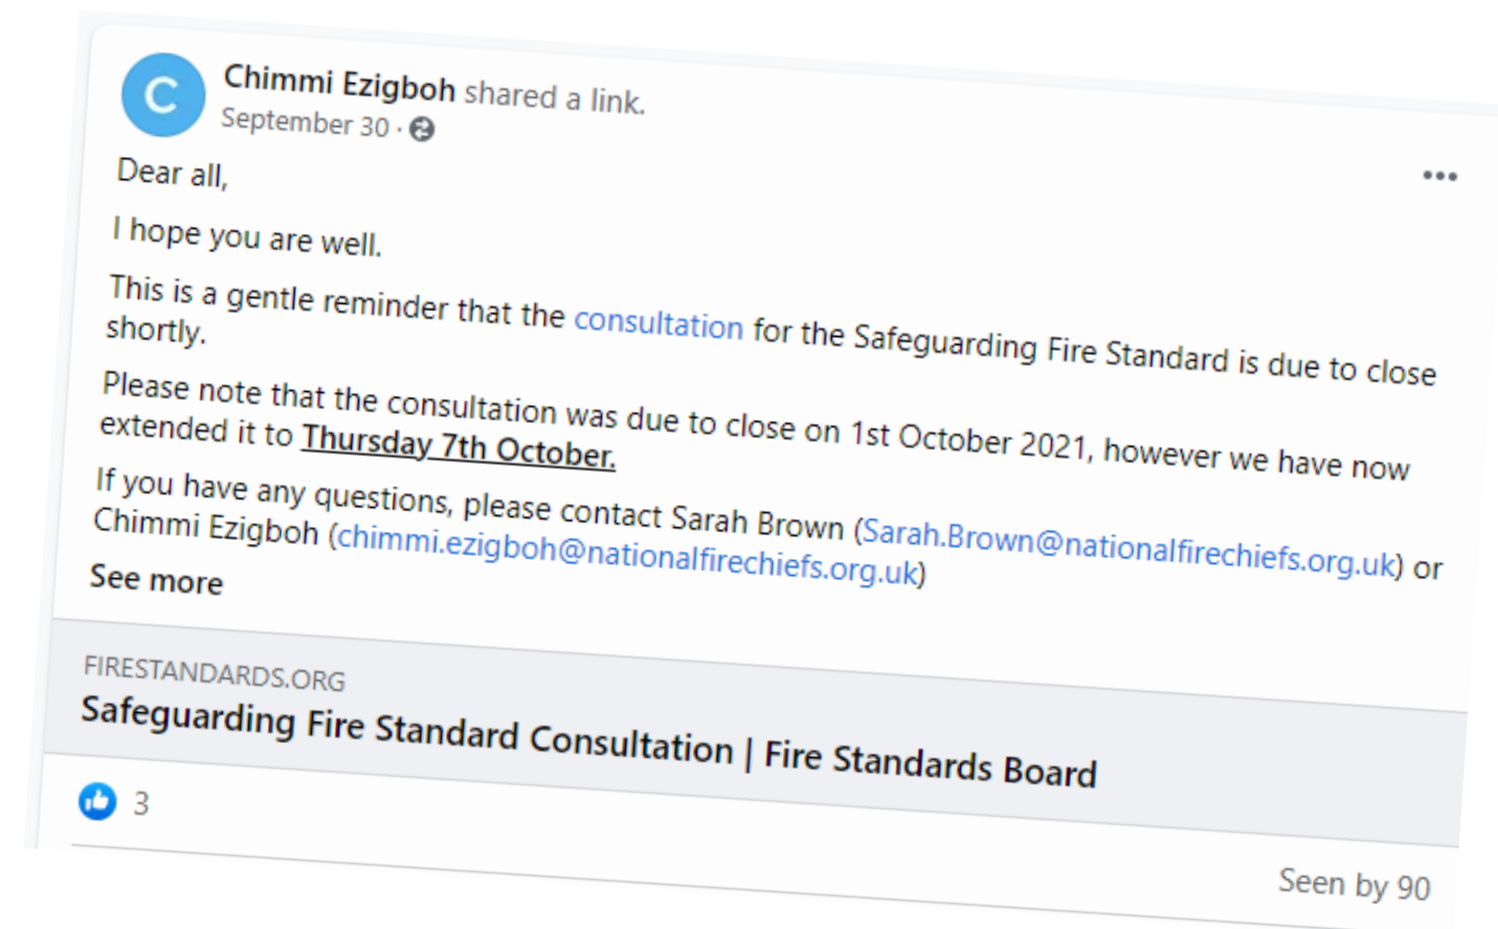 C
Chimmi Ezigboh shared a link.
September 30 ·
Dear all,
I hope you are well.
This is a gentle reminder that the consultation for the Safeguarding Fire Standard is due to close
shortly.
Please note that the consultation was due to close on 1st October 2021, however we have now
extended it to Thursday 7th October.
If you have any questions, please contact Sarah Brown (Sarah.Brown@nationalfirechiefs.org.uk) or
Chimmi Ezigboh (chimmi.ezigboh@nationalfirechiefs.org.uk)
See more
FIRESTANDARDS.ORG
Safeguarding Fire Standard Consultation | Fire Standards Board
3
Seen by 90